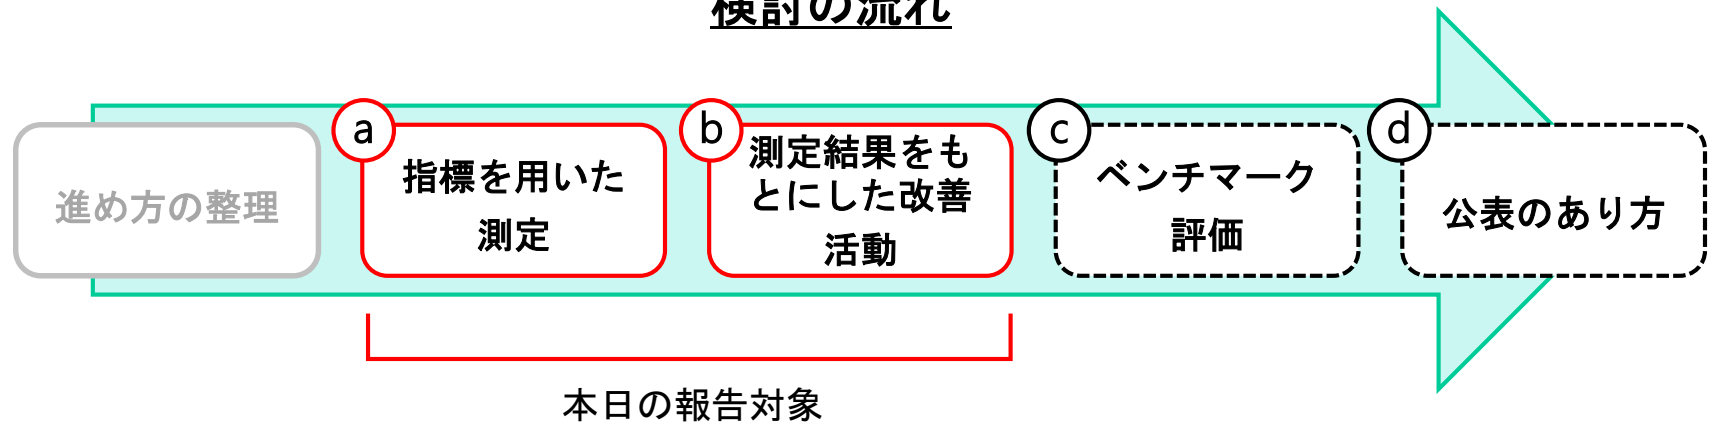 検討の流れ
進め方の整理
a
指標を用いた
測定
b
測定結果をも
とにした改善
活動
c
ベンチマーク
評価
d
公表のあり方
本日の報告対象